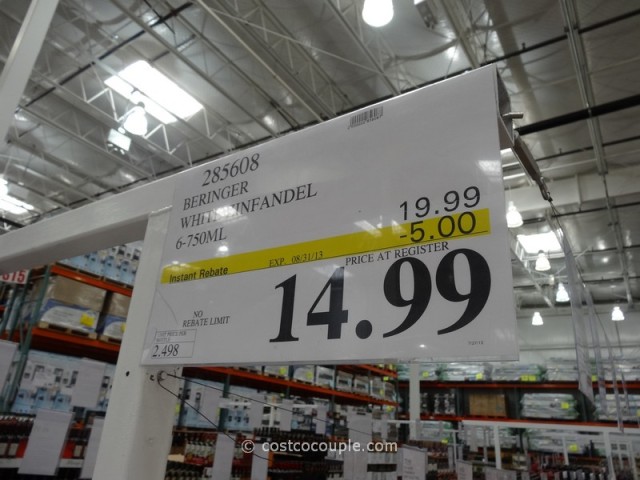 285608
BERINGER
WHITE ZINFANDEL
6-750ML
19.99
-5.00
Instant Rebate EXP. 08/31/13
PRICE AT REGISTER
14.99
NO
REBATE LIMIT
2.498
© costcocouple.com